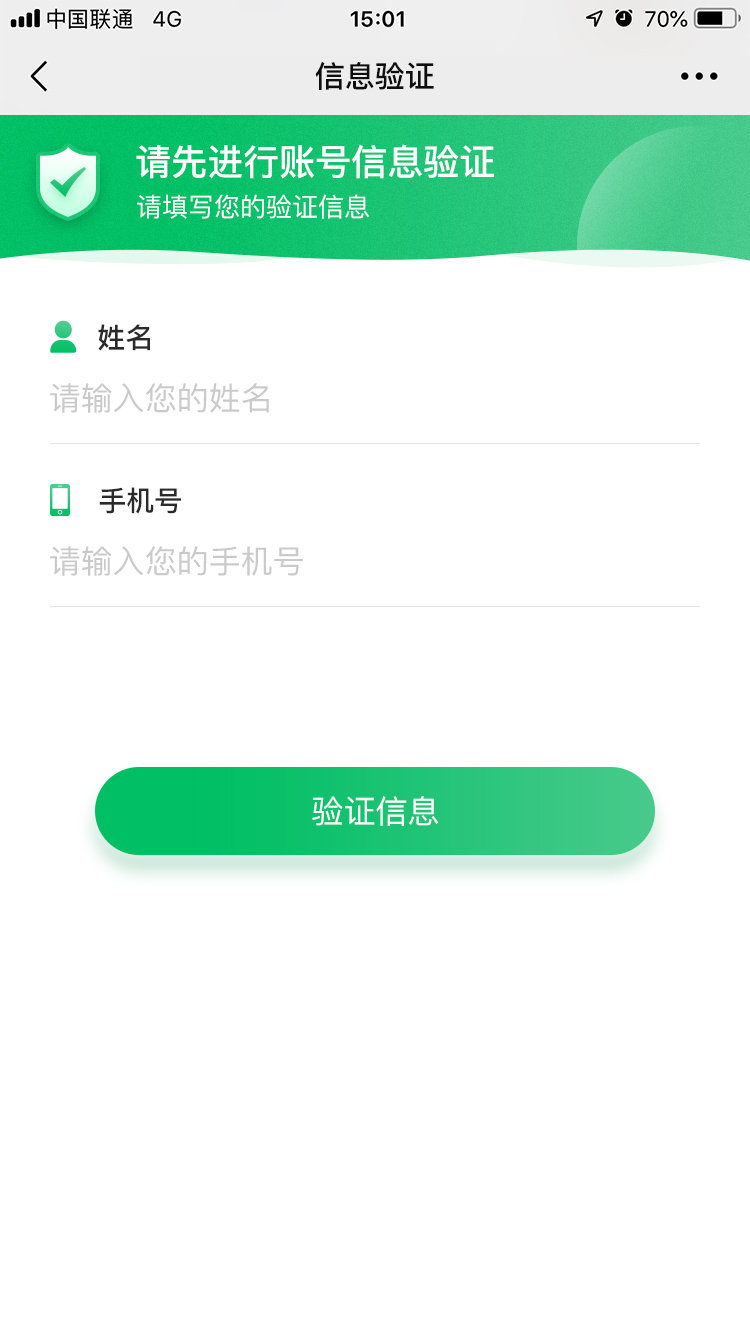 中国联通 4G 15:01 70%
信息验证
请先进行账号信息验证
请填写您的验证信息
姓名
请输入您的姓名
手机号
请输入您的手机号
验证信息